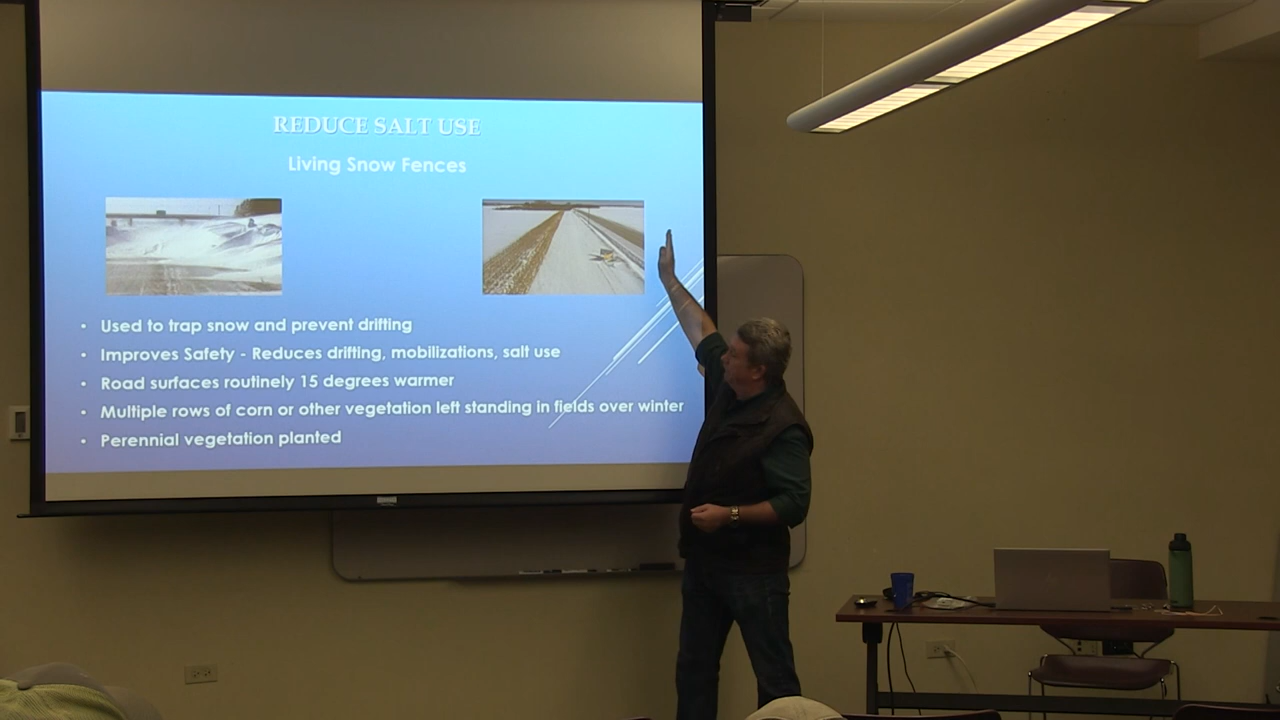 REDUCE SALT USE
Living Snow Fences
• Used to trap snow and prevent drifting
• Improves Safety - Reduces drifting, mobilizations, salt use
• Road surfaces routinely 15 degrees warmer
• Multiple rows of corn or other vegetation left standing in fields over winter
• Perennial vegetation planted